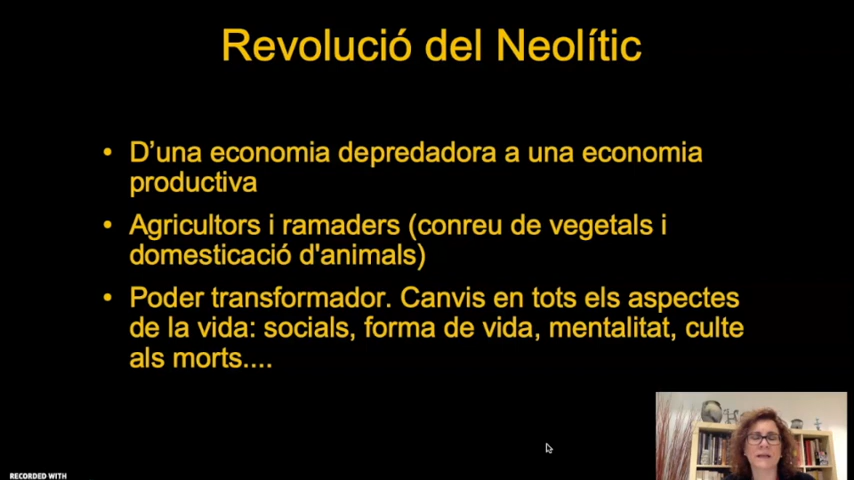 Revolució del Neolític
• D’una economia depredadora a una economia
productiva
• Agricultors i ramaders (conreu de vegetals i
domesticació d'animals)
• Poder transformador. Canvis en tots els aspectes
de la vida: socials, forma de vida, mentalitat, culte
als morts....
RECORDED WITH